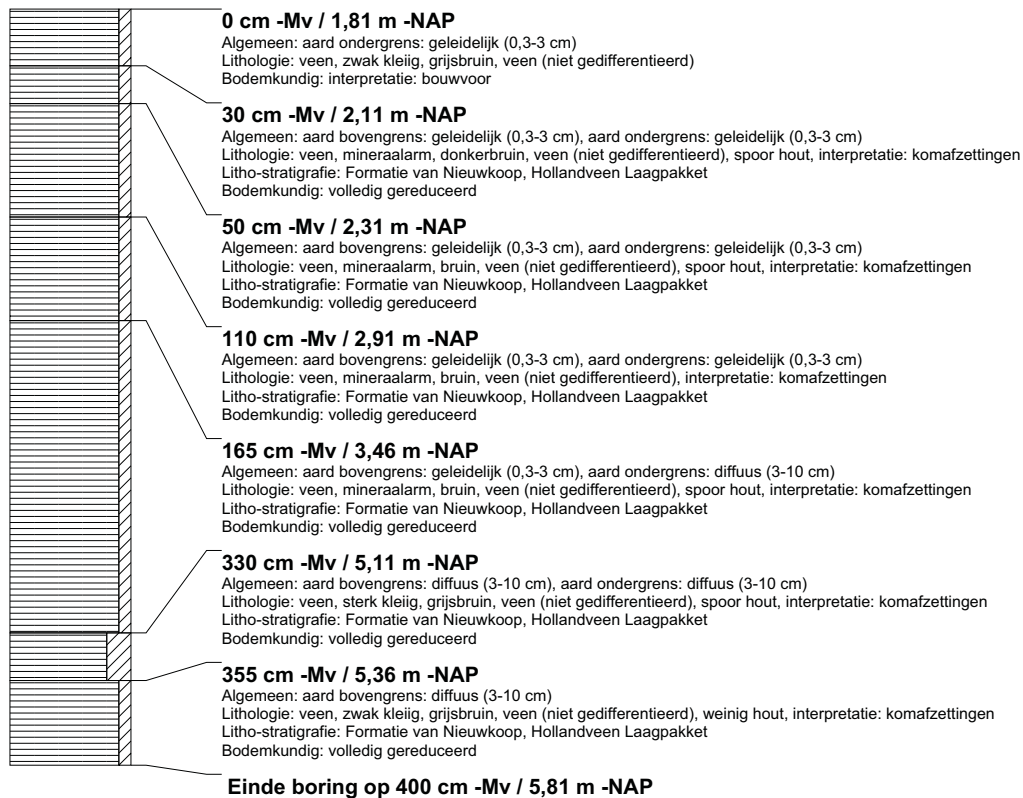 0 cm -Mv / 1,81 m -NAP
Algemeen: aard ondergrens: geleidelijk (0,3-3 cm)
Lithologie: veen, zwak kleiig, grijsbruin, veen (niet gedifferentieerd)
Bodemkundig: interpretatie: bouwvoor
30 cm -Mv / 2,11 m -NAP
Algemeen: aard bovengrens: geleidelijk (0,3-3 cm), aard ondergrens: geleidelijk (0,3-3 cm)
Lithologie: veen, mineraalarm, donkerbruin, veen (niet gedifferentieerd), spoor hout, interpretatie: komafzettingen
Litho-stratigrafie: Formatie van Nieuwkoop, Hollandveen Laagpakket
Bodemkundig: volledig gereduceerd
50 cm -Mv / 2,31 m -NAP
Algemeen: aard bovengrens: geleidelijk (0,3-3 cm), aard ondergrens: geleidelijk (0,3-3 cm)
Lithologie: veen, mineraalarm, bruin, veen (niet gedifferentieerd), spoor hout, interpretatie: komafzettingen
Litho-stratigrafie: Formatie van Nieuwkoop, Hollandveen Laagpakket
Bodemkundig: volledig gereduceerd
110 cm -Mv / 2,91 m -NAP
Algemeen: aard bovengrens: geleidelijk (0,3-3 cm), aard ondergrens: geleidelijk (0,3-3 cm)
Lithologie: veen, mineraalarm, bruin, veen (niet gedifferentieerd), interpretatie: komafzettingen
Litho-stratigrafie: Formatie van Nieuwkoop, Hollandveen Laagpakket
Bodemkundig: volledig gereduceerd
165 cm -Mv / 3,46 m -NAP
Algemeen: aard bovengrens: geleidelijk (0,3-3 cm), aard ondergrens: diffuus (3-10 cm)
Lithologie: veen, mineraalarm, bruin, veen (niet gedifferentieerd), spoor hout, interpretatie: komafzettingen
Litho-stratigrafie: Formatie van Nieuwkoop, Hollandveen Laagpakket
Bodemkundig: volledig gereduceerd
330 cm -Mv / 5,11 m -NAP
Algemeen: aard bovengrens: diffuus (3-10 cm), aard ondergrens: diffuus (3-10 cm)
Lithologie: veen, sterk kleiig, grijsbruin, veen (niet gedifferentieerd), spoor hout, interpretatie: komafzettingen
Litho-stratigrafie: Formatie van Nieuwkoop, Hollandveen Laagpakket
Bodemkundig: volledig gereduceerd
355 cm -Mv / 5,36 m -NAP
Algemeen: aard bovengrens: diffuus (3-10 cm)
Lithologie: veen, zwak kleiig, grijsbruin, veen (niet gedifferentieerd), weinig hout, interpretatie: komafzettingen
Litho-stratigrafie: Formatie van Nieuwkoop, Hollandveen Laagpakket
Bodemkundig: volledig gereduceerd
Einde boring op 400 cm -Mv / 5,81 m -NAP